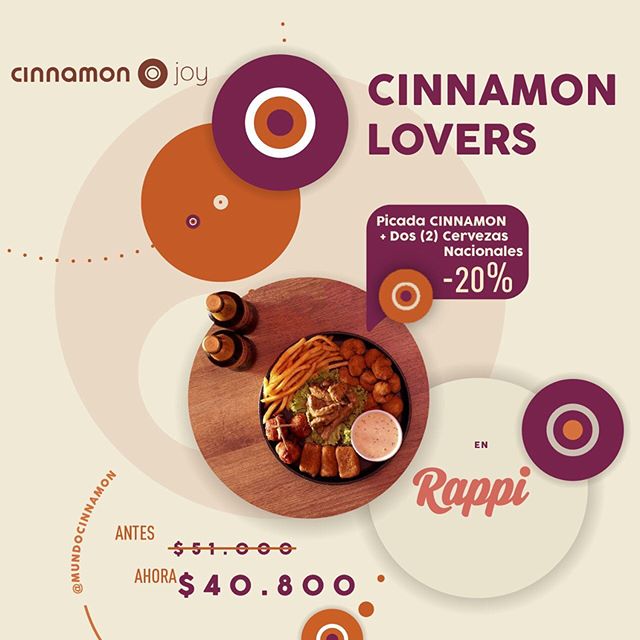 cinnamon joy
CINNAMON
LOVERS
Picada CINNAMON
+ Dos (2) Cervezas
Nacionales
-20%
EN
Rappi
@MUNDOCINNAMON
ANTES
$51.000
AHORA $40.800